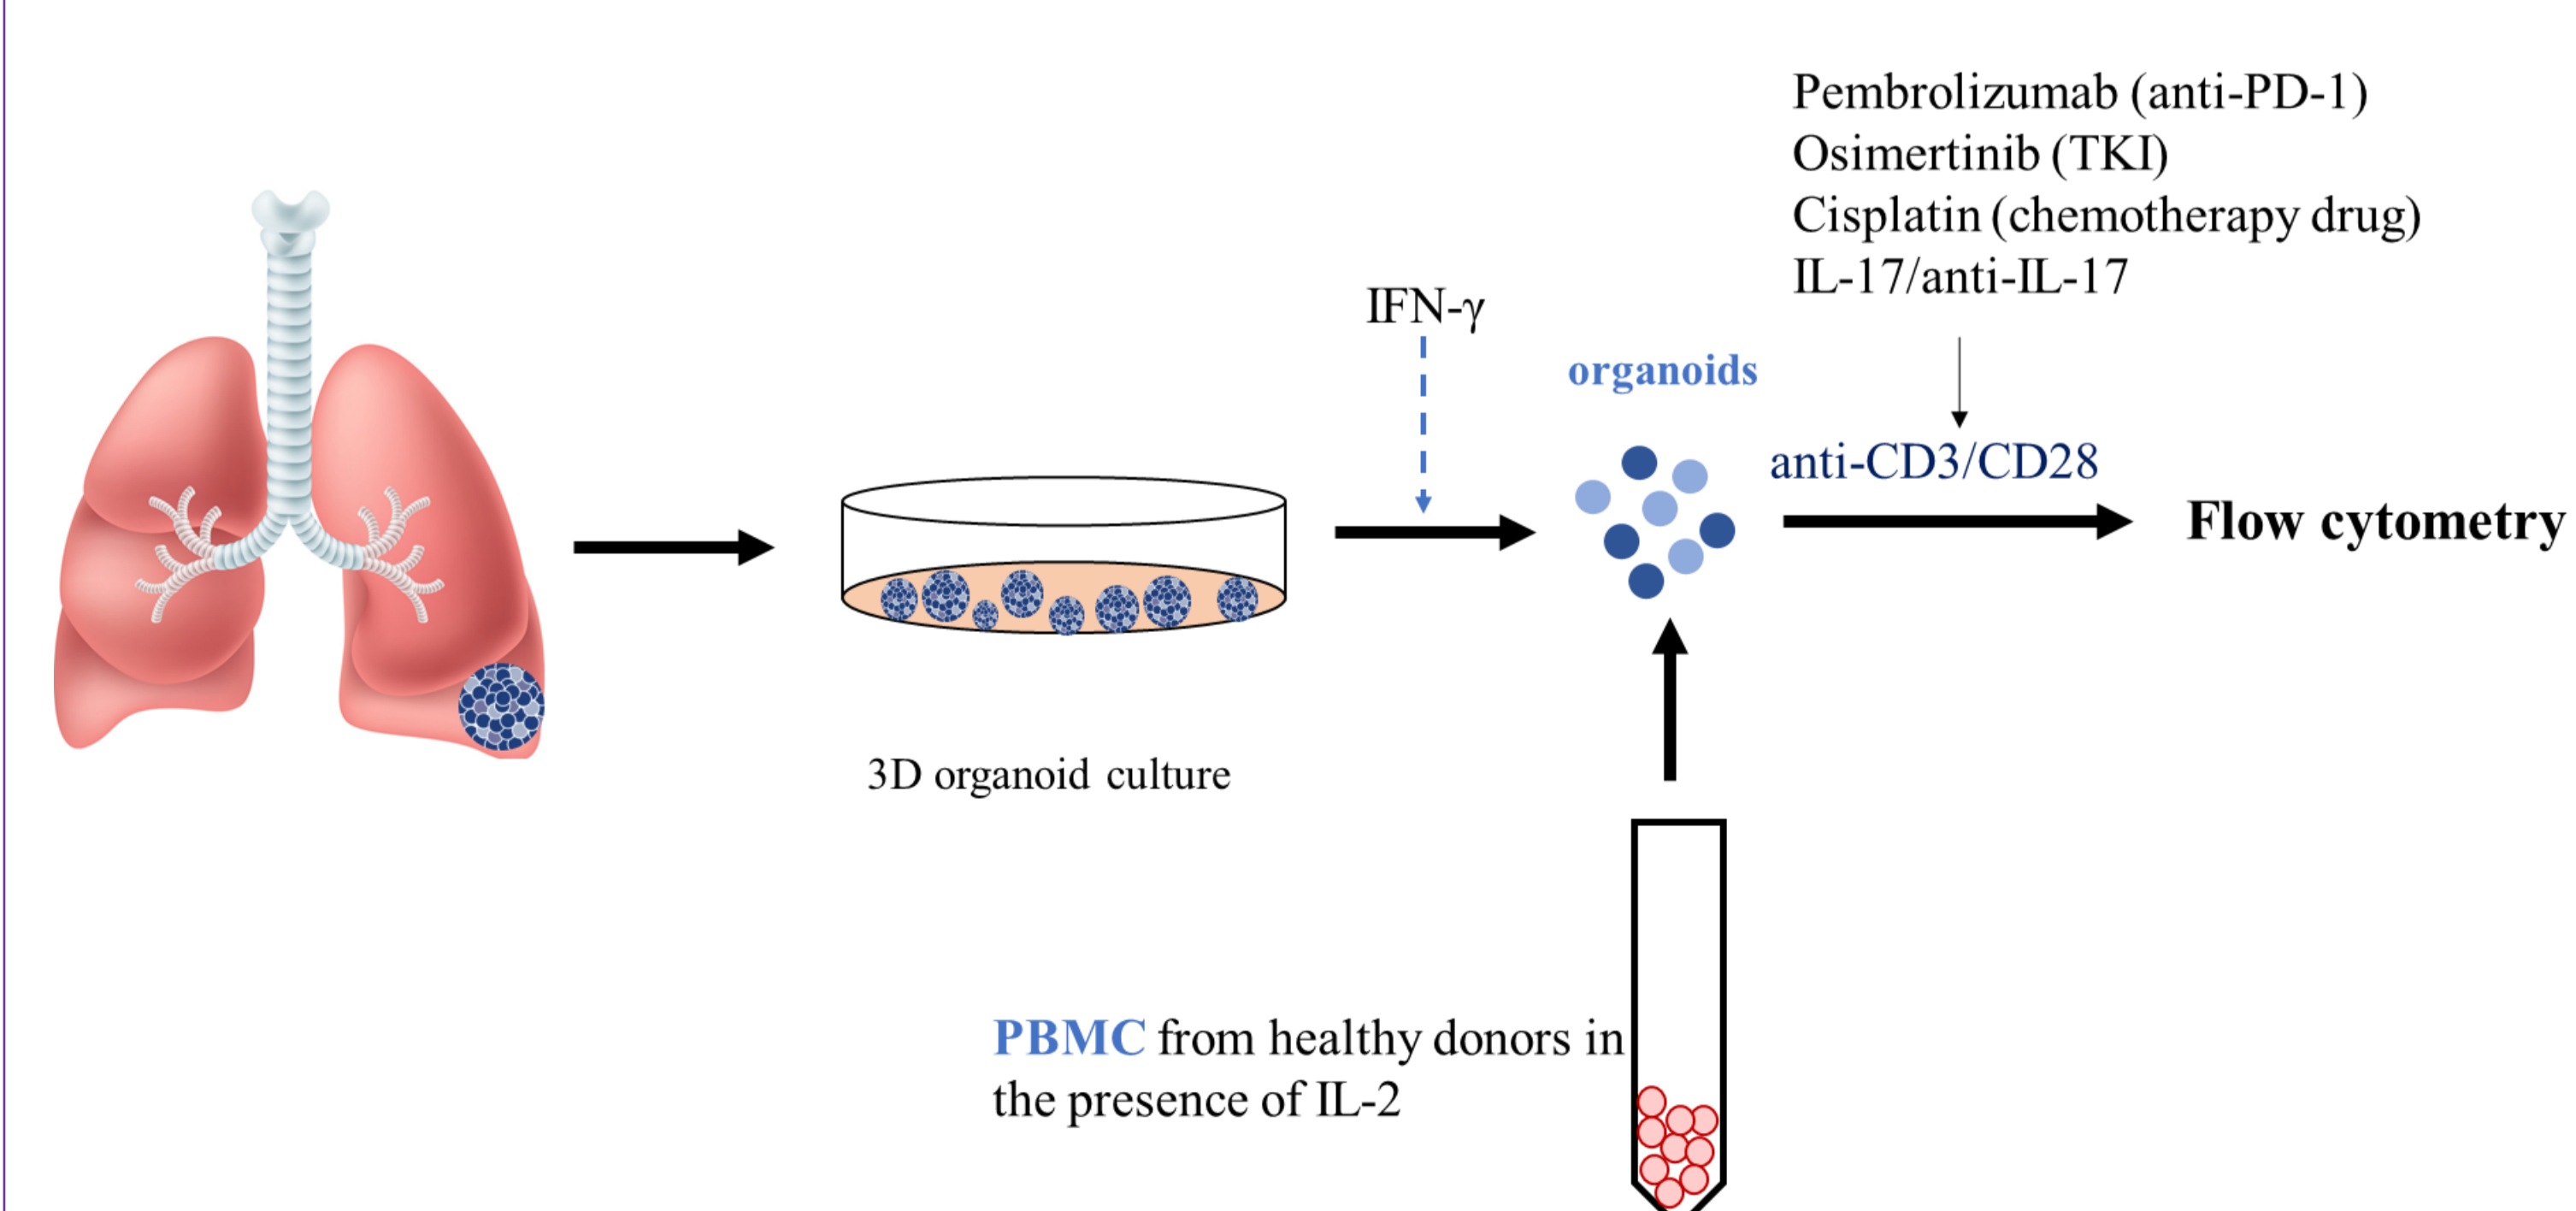 Pembrolizumab (anti-PD-1)
Osimertinib (TKI)
Cisplatin (chemotherapy drug)
IL-17/anti-IL-17
IFN-γ
organoids
anti-CD3/CD28
Flow cytometry
3D organoid culture
PBMC from healthy donors in
the presence of IL-2